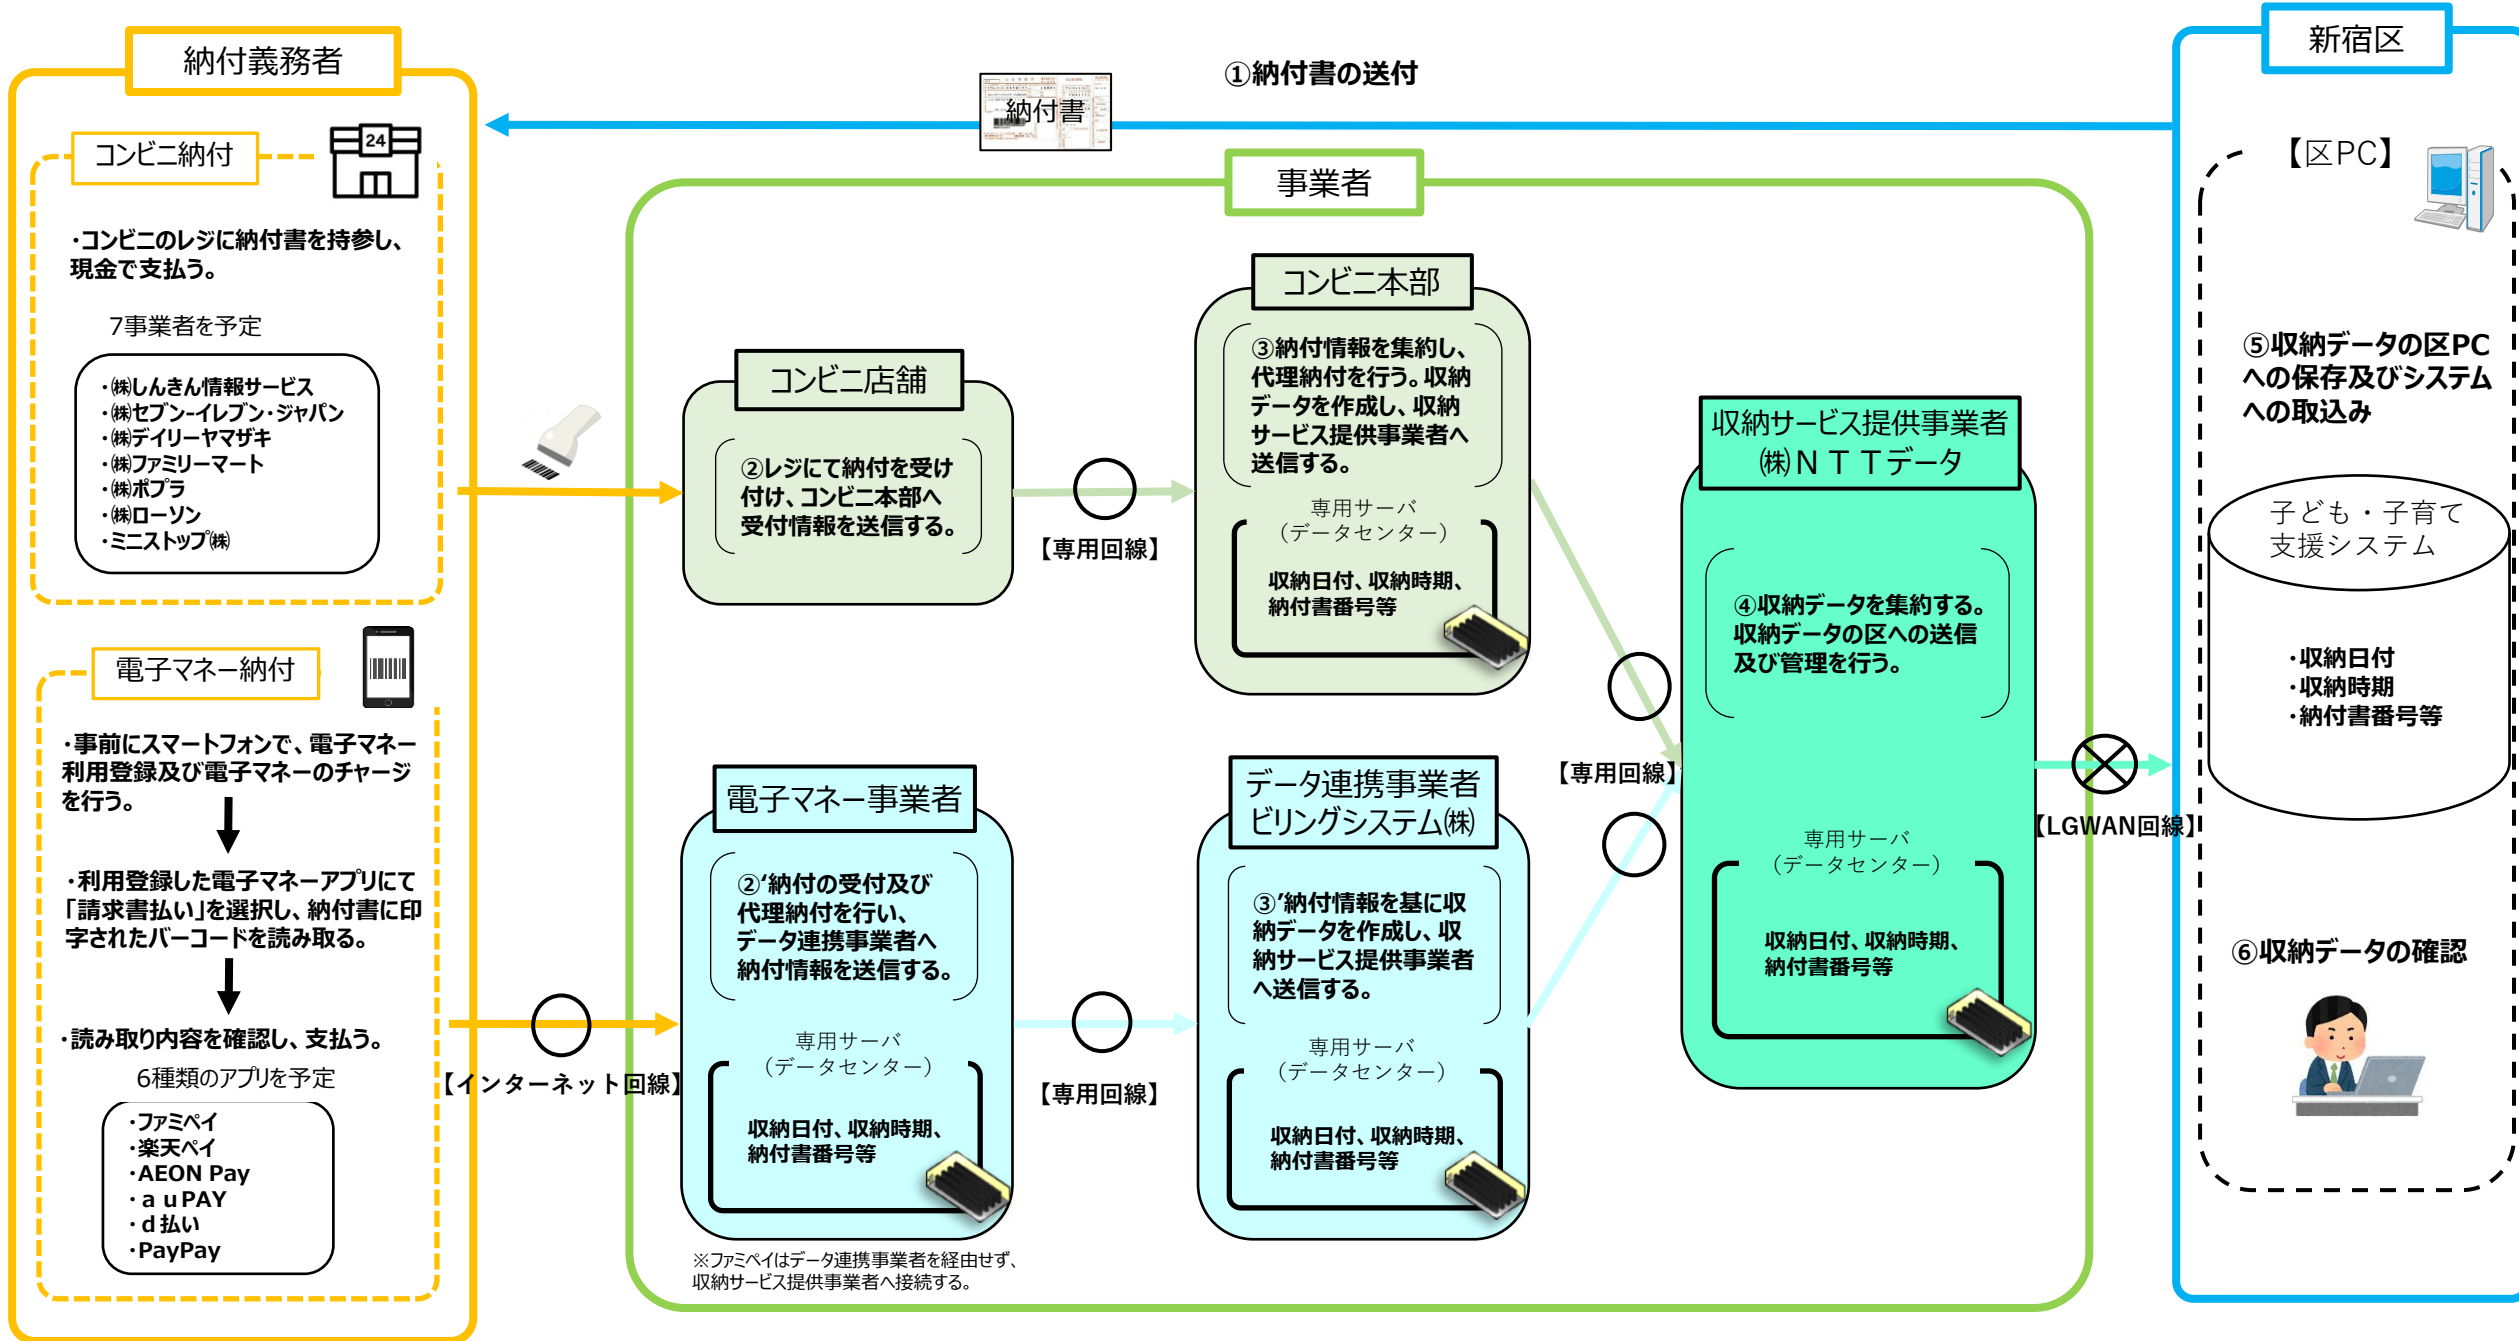 納付義務者
コンビニ納付
24
・コンビニのレジに納付書を持参し、
現金で支払う。
7事業者を予定
・㈱しんきん情報サービス
・㈱セブン-イレブン・ジャパン
・㈱デイリーヤマザキ
・㈱ファミリーマート
・㈱ポプラ
・㈱ローソン
・ミニストップ㈱
電子マネー納付
・事前にスマートフォンで、電子マネー
利用登録及び電子マネーのチャージ
を行う。
・利用登録した電子マネーアプリにて
「請求書払い」を選択し、納付書に印
字されたバーコードを読み取る。
・読み取り内容を確認し、支払う。
6種類のアプリを予定
・ファミペイ
・楽天ペイ
・AEON Pay
・ａｕPAY
・ｄ払い
・PayPay
①納付書の送付
納付書
事業者
コンビニ店舗
②レジにて納付を受け
付け、コンビニ本部へ
受付情報を送信する。
【専用回線】
コンビニ本部
③納付情報を集約し、
代理納付を行う。収納
データを作成し、収納
サービス提供事業者へ
送信する。
専用サーバ
（データセンター）
収納日付、収納時期、
納付書番号等
【インターネット回線】
電子マネー事業者
②‘納付の受付及び
代理納付を行い、
データ連携事業者へ
納付情報を送信する。
専用サーバ
（データセンター）
収納日付、収納時期、
納付書番号等
※ファミペイはデータ連携事業者を経由せず、
収納サービス提供事業者へ接続する。
【専用回線】
データ連携事業者
ビリングシステム㈱
③’納付情報を基に収
納データを作成し、収
納サービス提供事業者
へ送信する。
専用サーバ
（データセンター）
収納日付、収納時期、
納付書番号等
【専用回線】
収納サービス提供事業者
㈱ＮＴＴデータ
④収納データを集約する。
収納データの区への送信
及び管理を行う。
専用サーバ
（データセンター）
収納日付、収納時期、
納付書番号等
【LGWAN回線】
新宿区
【区PC】
⑤収納データの区PC
への保存及びシステム
への取込み
子ども・子育て
支援システム
・収納日付
・収納時期
・納付書番号等
⑥収納データの確認